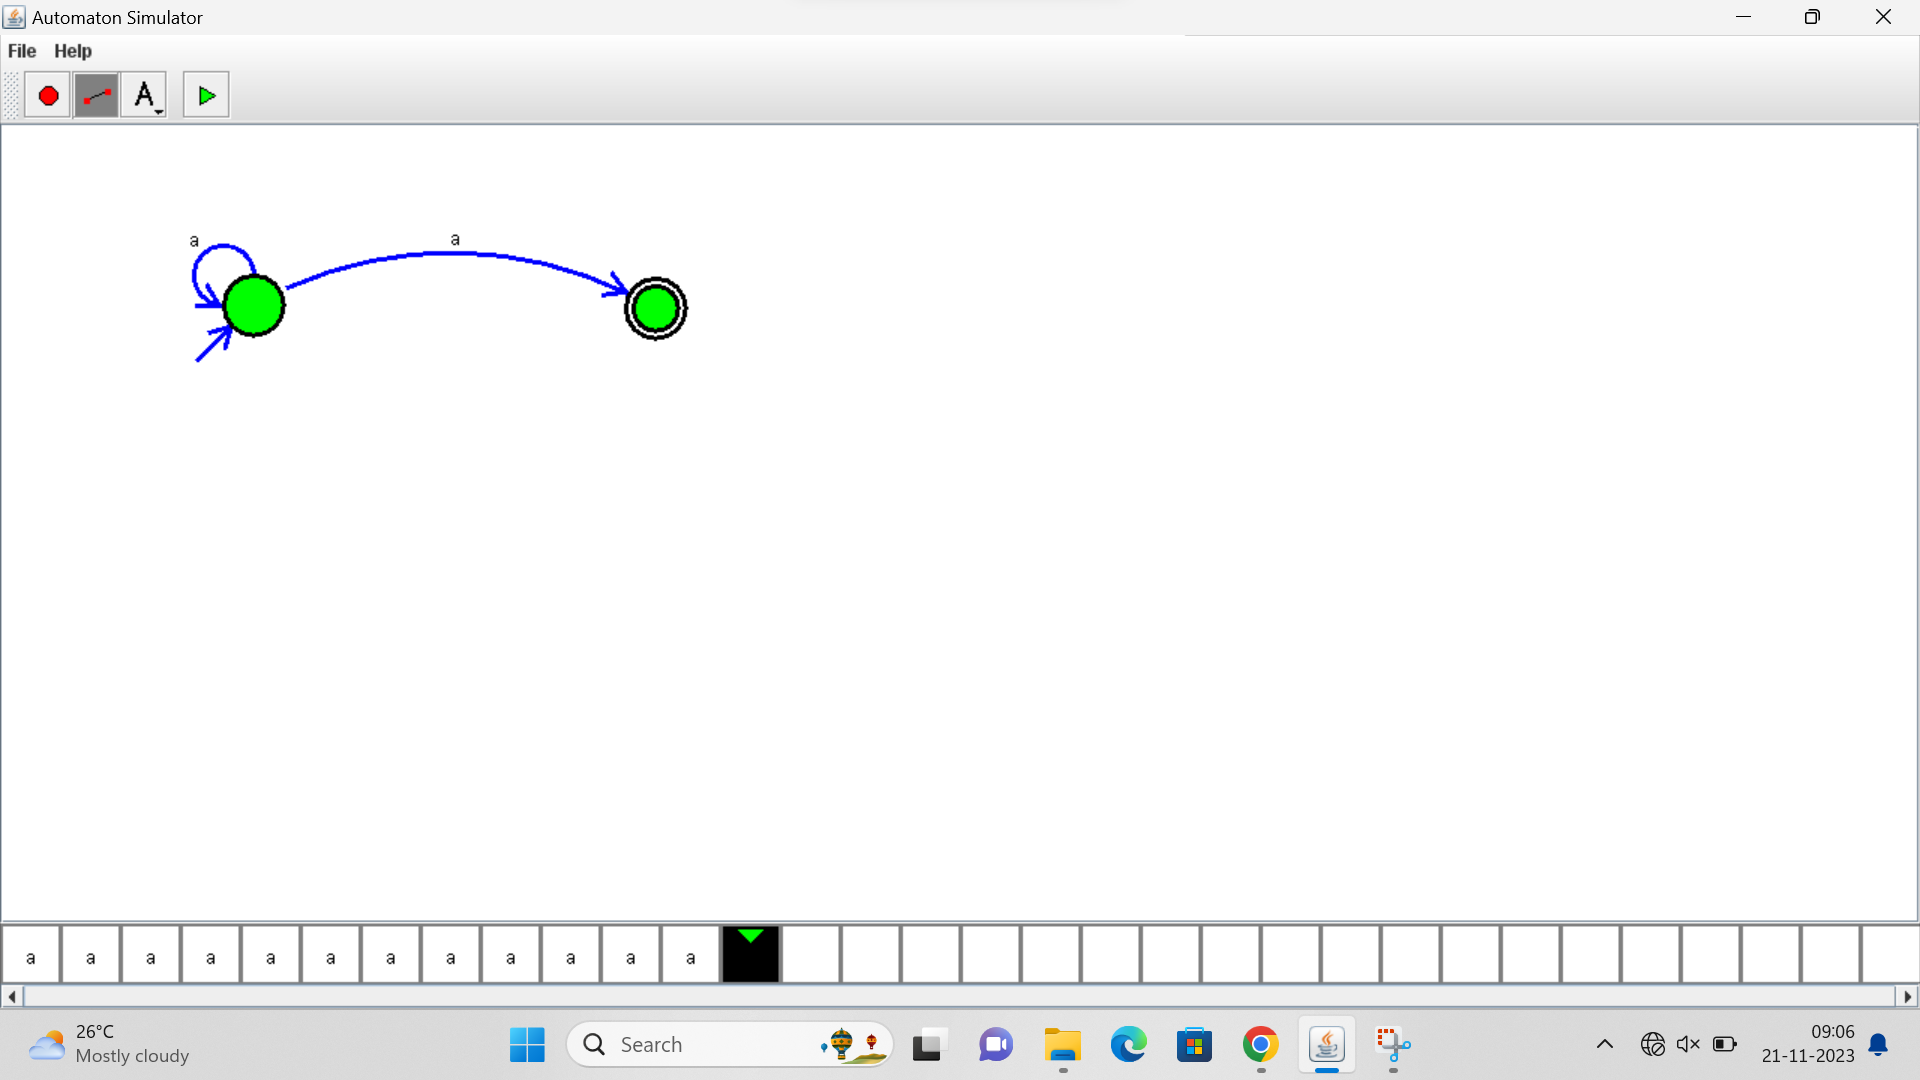 Automaton Simulator
File Help
A
a
a
a a a a a a a a a a a a
26°C
Mostly cloudy
Search
09:06
21-11-2023